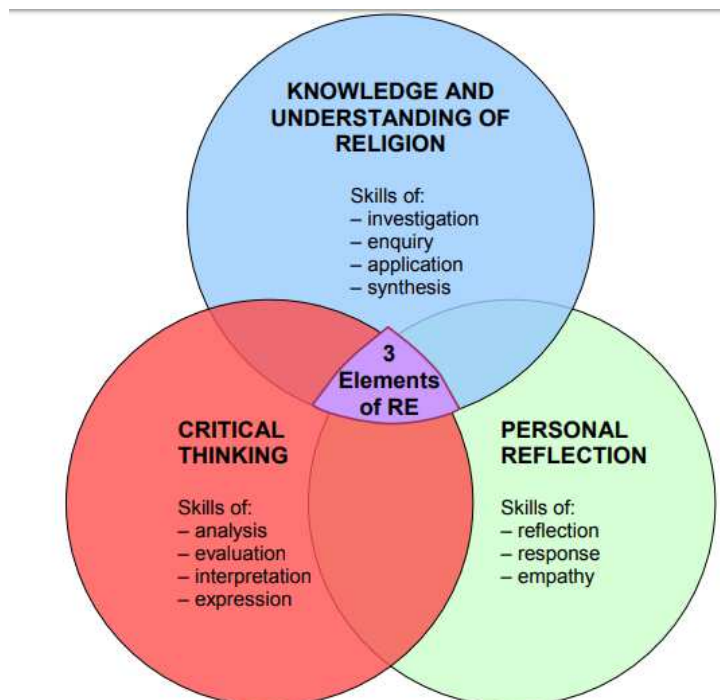 KNOWLEDGE AND
UNDERSTANDING OF
RELIGION
Skills of:
– investigation
– enquiry
– application
– synthesis
3
Elements
of RE
CRITICAL
THINKING
Skills of:
– analysis
– evaluation
– interpretation
– expression
PERSONAL
REFLECTION
Skills of:
– reflection
– response
– empathy